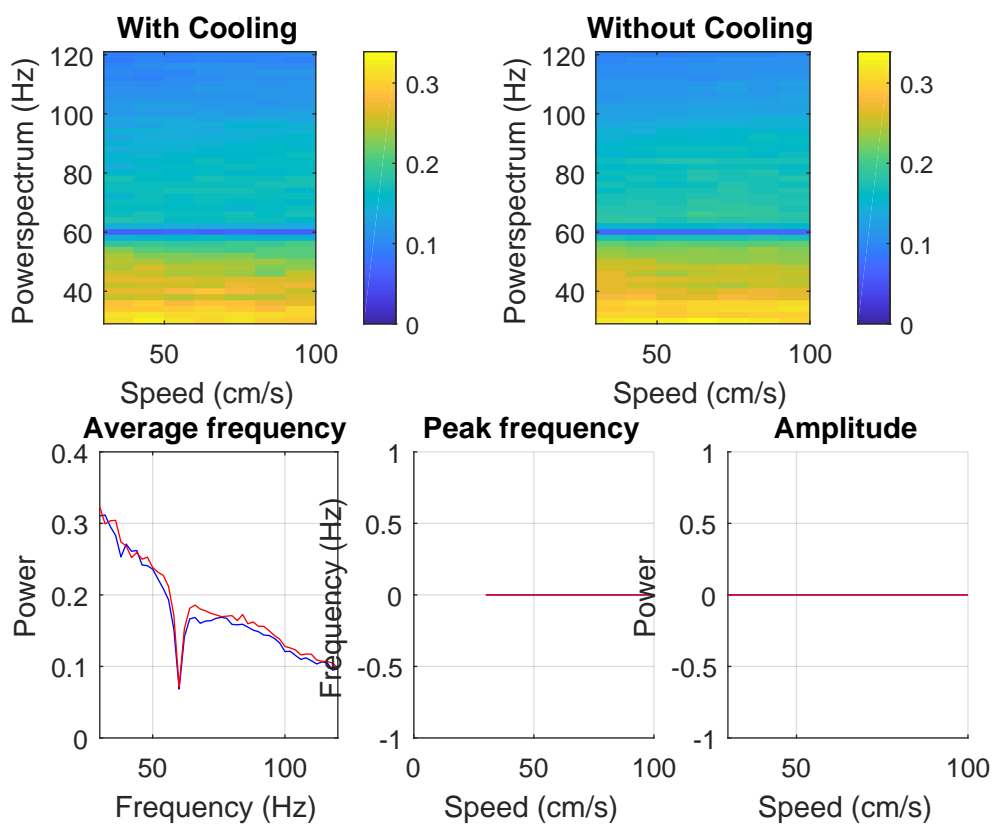 With Cooling
Powerspectrum (Hz)
120
100
80
60
40
50
100
Speed (cm/s)
0.3
0.2
0.1
0
Without Cooling
Powerspectrum (Hz)
120
100
80
60
40
50
100
Speed (cm/s)
0.3
0.2
0.1
0
Average frequency
Power
0.4
0.3
0.2
0.1
0
50
100
Frequency (Hz)
Peak frequency
Frequency (Hz)
1
0.5
0
-0.5
-1
0
50
100
Speed (cm/s)
Amplitude
Power
1
0.5
0
-0.5
-1
50
100
Speed (cm/s)